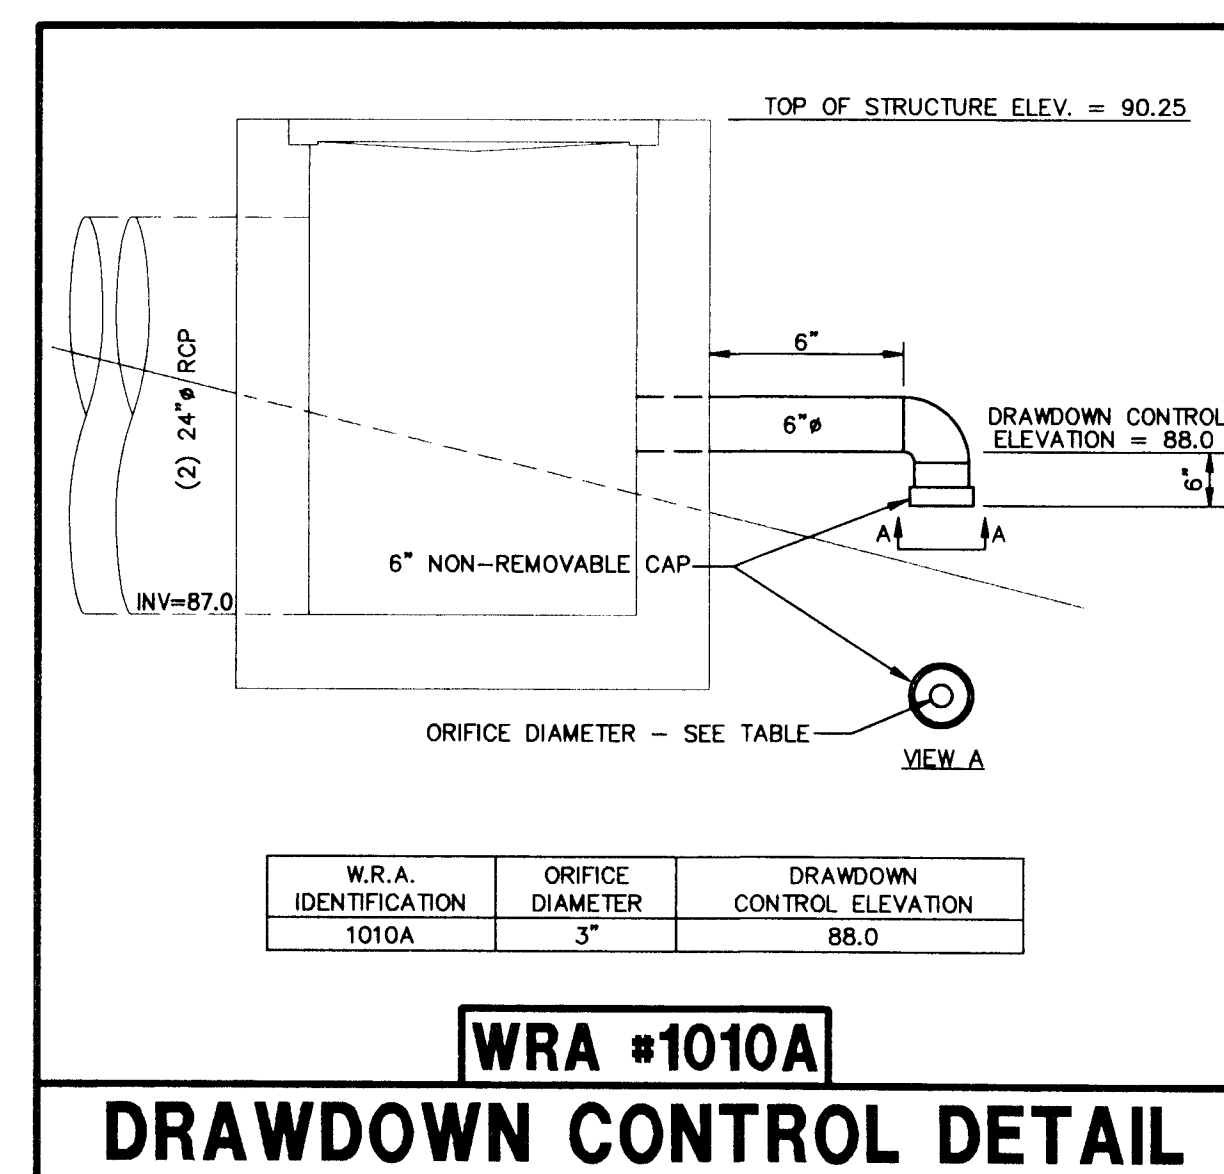 TOP OF STRUCTURE ELEV. = 90.25
6"
(2) 24"ø RCP
6"ø
DRAWDOWN CONTROL
ELEVATION = 88.0
6"
A A
6" NON-REMOVABLE CAP
INV=87.0
ORIFICE DIAMETER - SEE TABLE
VIEW A
W.R.A. IDENTIFICATION ORIFICE DIAMETER DRAWDOWN CONTROL ELEVATION
1010A 3" 88.0
WRA #1010A
DRAWDOWN CONTROL DETAIL